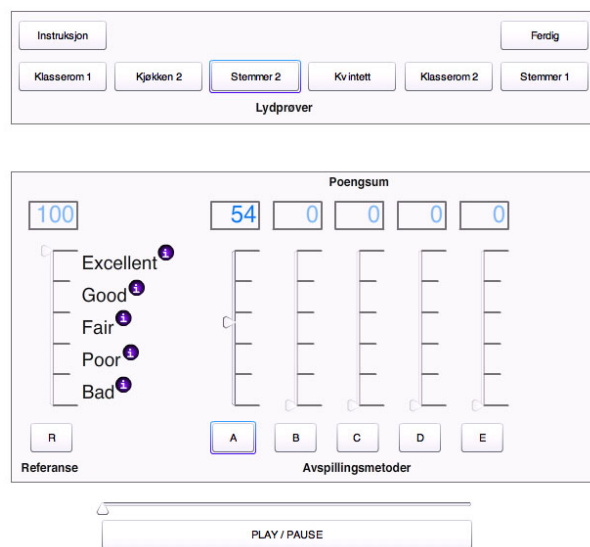 Instruksjon Ferdig
Klasserom 1 Kjøkken 2 Stemmer 2 Kvintett Klasserom 2 Stemmer 1
Lydprøver
Poengsum
100 54 0 0 0 0
Excellent i
Good i
Fair i
Poor i
Bad i
R A B C D E
Referanse Avspillingsmetoder
PLAY / PAUSE